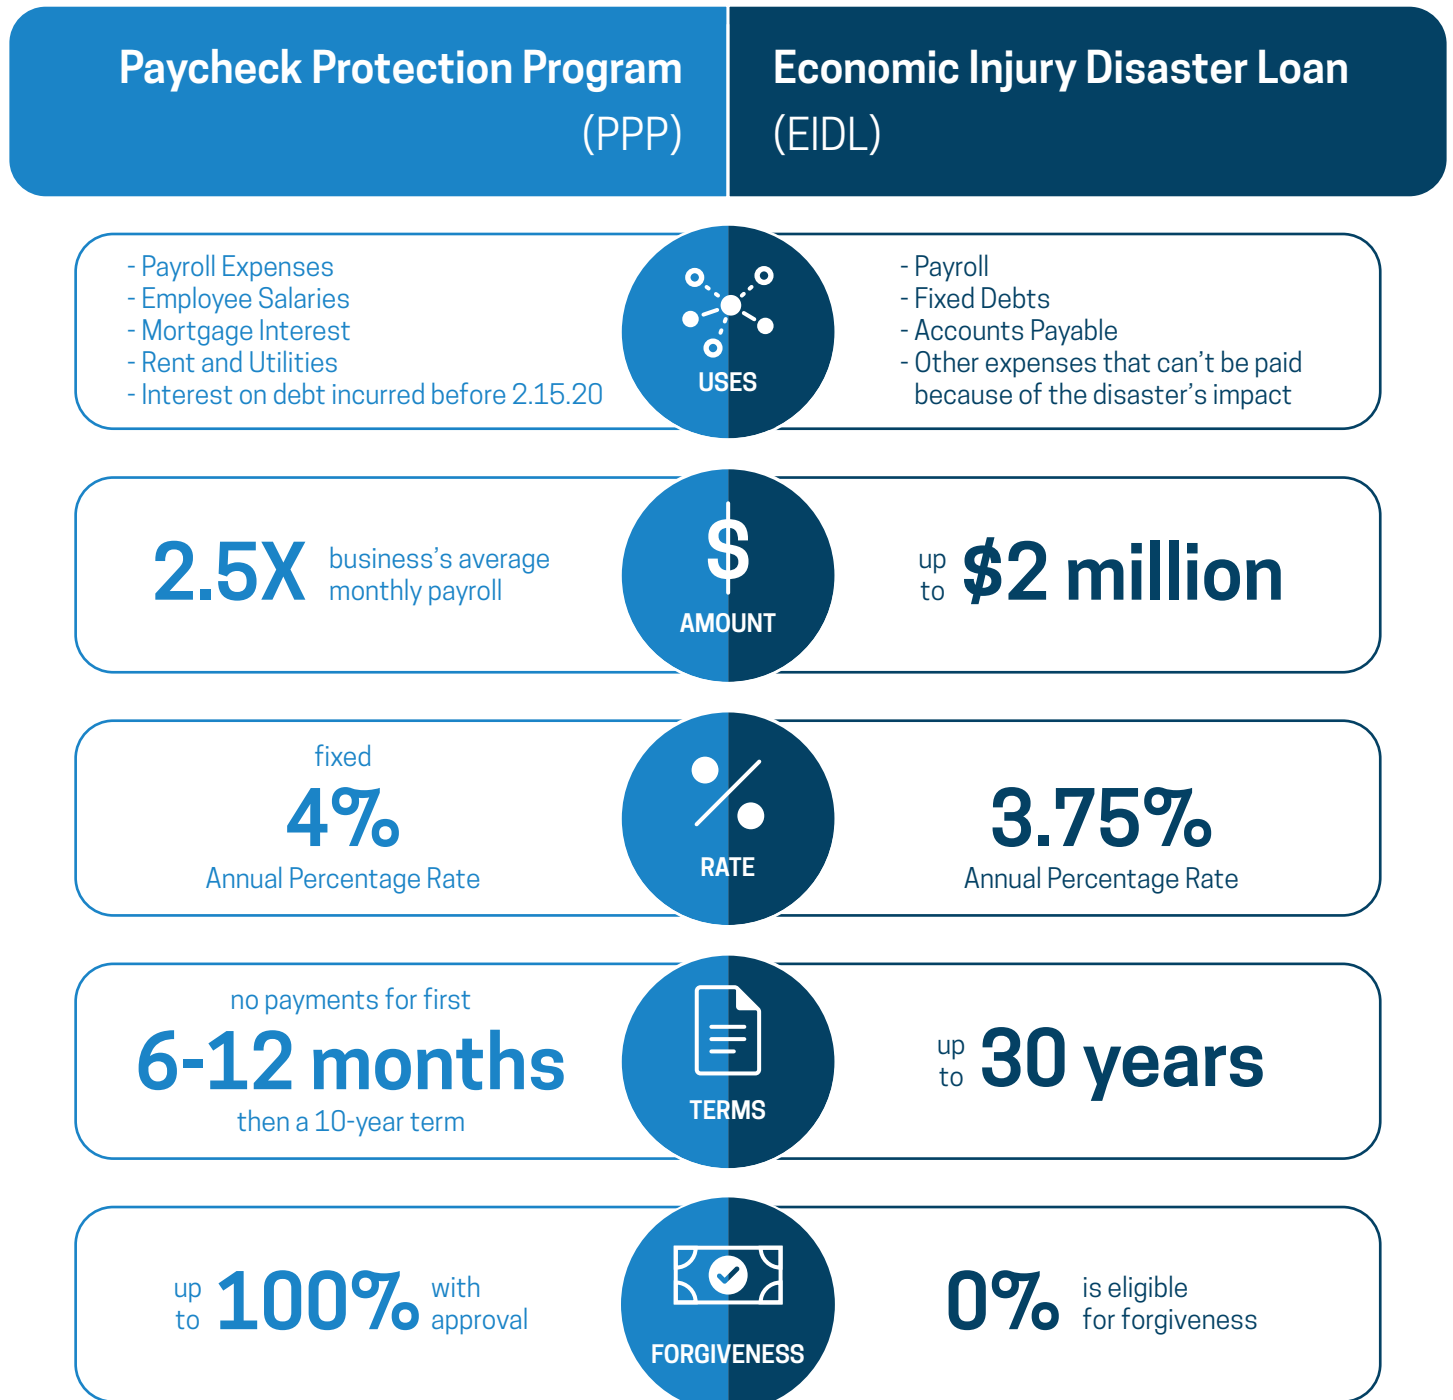 Paycheck Protection Program
(PPP)
Economic Injury Disaster Loan
(EIDL)
- Payroll Expenses
- Employee Salaries
- Mortgage Interest
- Rent and Utilities
- Interest on debt incurred before 2.15.20
USES
- Payroll
- Fixed Debts
- Accounts Payable
- Other expenses that can't be paid
because of the disaster's impact
2.5X
business's average
monthly payroll
$
AMOUNT
up
to
$2 million
fixed
4%
Annual Percentage Rate
%
RATE
3.75%
Annual Percentage Rate
no payments for first
6-12 months
then a 10-year term
TERMS
up
to
30 years
up
to
100%
with
approval
FORGIVENESS
0%
is eligible
for forgiveness